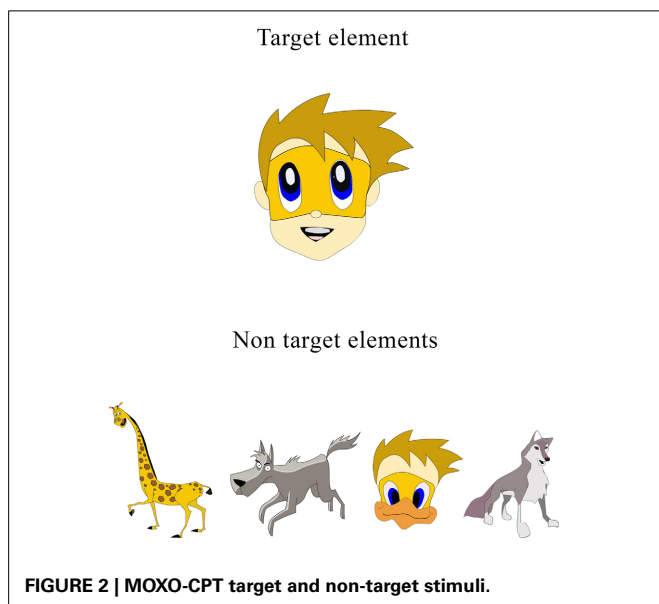 Target element
Non target elements
FIGURE 2 | MOXO-CPT target and non-target stimuli.